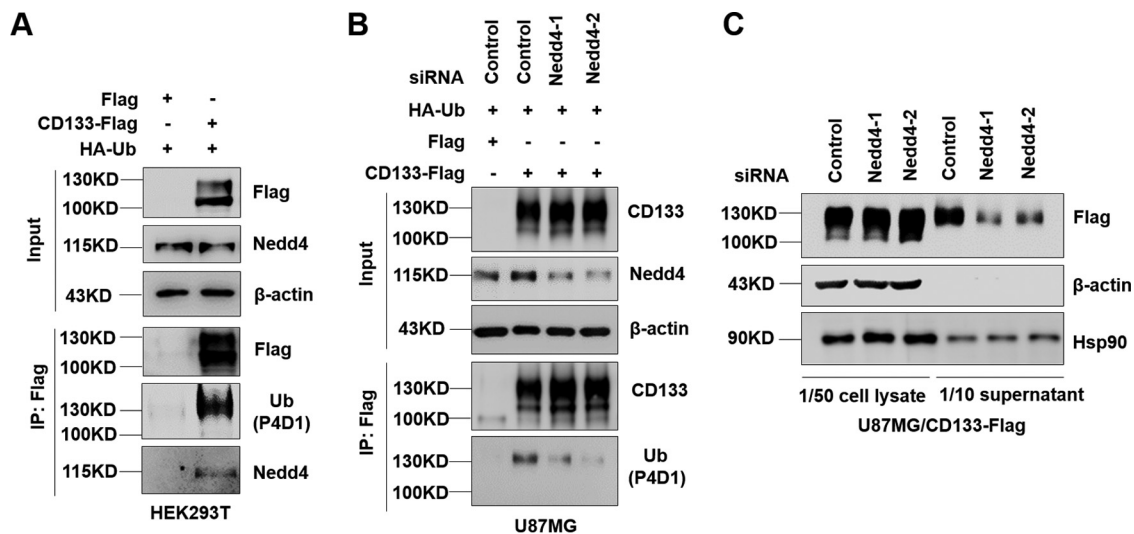 A
Flag + -
CD133-Flag - +
HA-Ub + +
Input
130KD
100KD
Flag
115KD
Nedd4
43KD
β-actin
IP: Flag
130KD
100KD
Flag
130KD
100KD
Ub
(P4D1)
115KD
Nedd4
HEK293T
B
siRNA Control Control Nedd4-1 Nedd4-2
HA-Ub + + + +
Flag + - - -
CD133-Flag - + + +
Input
130KD
100KD
CD133
115KD
Nedd4
43KD
β-actin
IP: Flag
130KD
100KD
CD133
130KD
100KD
Ub
(P4D1)
U87MG
C
siRNA Control Nedd4-1 Nedd4-2 Control Nedd4-1 Nedd4-2
130KD
100KD
Flag
43KD
β-actin
90KD
Hsp90
1/50 cell lysate 1/10 supernatant
U87MG/CD133-Flag